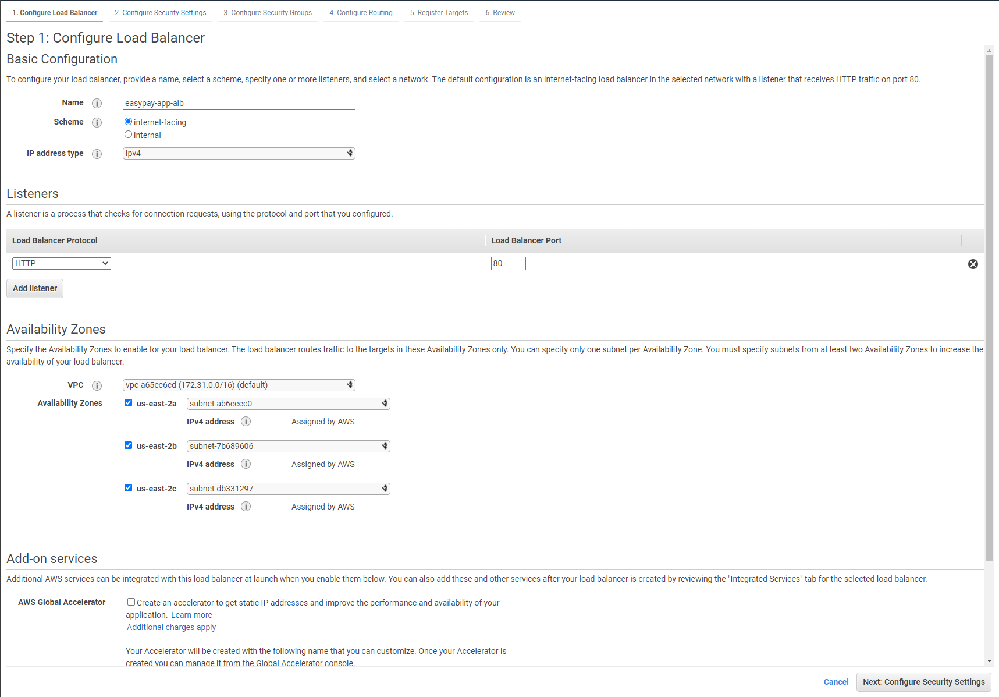 1. Configure Load Balancer 2. Configure Security Settings 3. Configure Security Groups 4. Configure Routing 5. Register Targets 6. Review
Step 1: Configure Load Balancer
Basic Configuration
To configure your load balancer, provide a name, select a scheme, specify one or more listeners, and select a network. The default configuration is an Internet-facing load balancer in the selected network with a listener that receives HTTP traffic on port 80.
Name i easypay-app-alb
Scheme i internet-facing
internal
IP address type i ipv4
Listeners
A listener is a process that checks for connection requests, using the protocol and port that you configured.
Load Balancer Protocol Load Balancer Port
HTTP 80
Add listener
Availability Zones
Specify the Availability Zones to enable for your load balancer. The load balancer routes traffic to the targets in these Availability Zones only. You can specify only one subnet per Availability Zone. You must specify subnets from at least two Availability Zones to increase the
availability of your load balancer.
VPC i vpc-a65ec6cd (172.31.0.0/16) (default)
Availability Zones us-east-2a subnet-ab6eeec0
IPv4 address i Assigned by AWS
us-east-2b subnet-7b689606
IPv4 address i Assigned by AWS
us-east-2c subnet-db331297
IPv4 address i Assigned by AWS
Add-on services
Additional AWS services can be integrated with this load balancer at launch when you enable them below. You can also add these and other services after your load balancer is created by reviewing the "Integrated Services" tab for the selected load balancer.
AWS Global Accelerator Create an accelerator to get static IP addresses and improve the performance and availability of your
application. Learn more
Additional charges apply
Your Accelerator will be created with the following name that you can customize. Once your Accelerator is
created you can manage it from the Global Accelerator console.
Cancel Next: Configure Security Settings